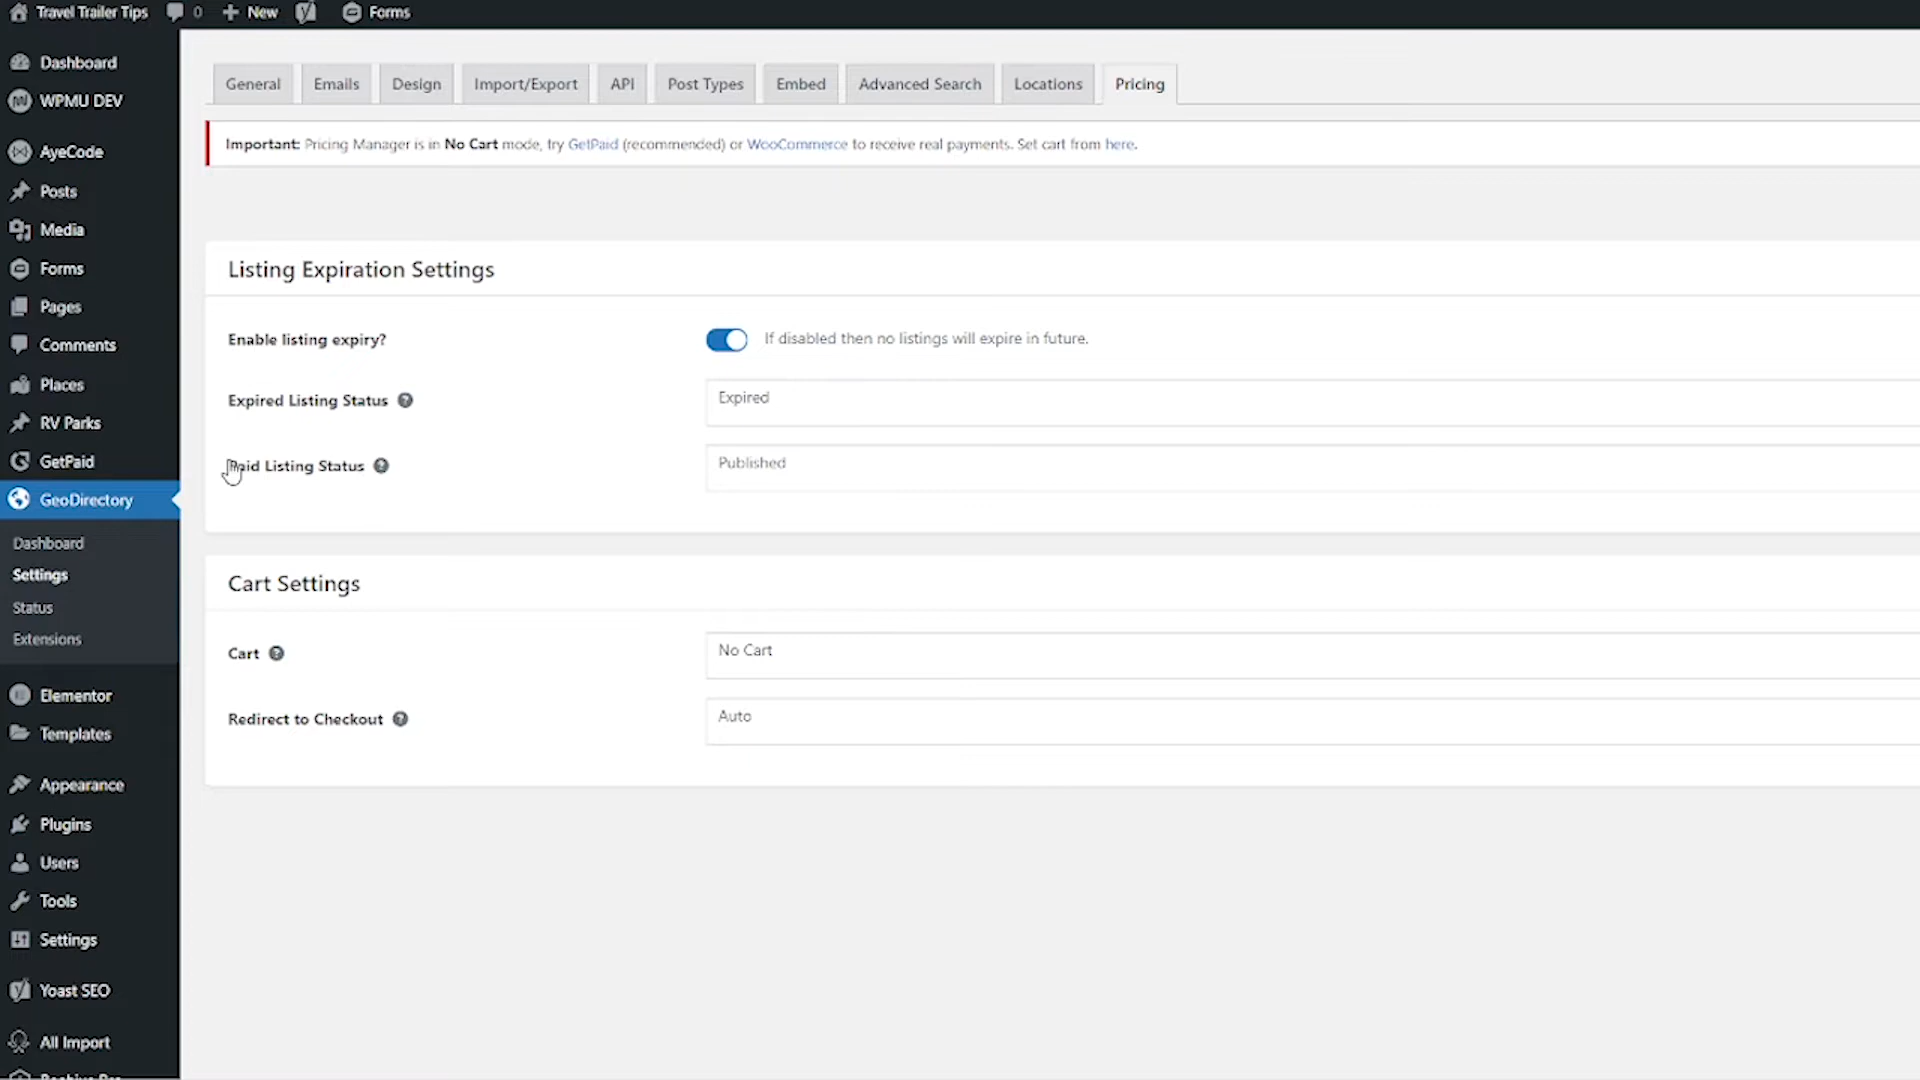 Travel Trailer Tips
0
New
Forms
Dashboard
WPMU DEV
AyeCode
Posts
Media
Forms
Pages
Comments
Places
RV Parks
GetPaid
GeoDirectory
Dashboard
Settings
Status
Extensions
Elementor
Templates
Appearance
Plugins
Users
Tools
Settings
Yoast SEO
All Import
General
Emails
Design
Import/Export
API
Post Types
Embed
Advanced Search
Locations
Pricing
Important: Pricing Manager is in No Cart mode, try GetPaid (recommended) or WooCommerce to receive real payments. Set cart from here.
Listing Expiration Settings
Enable listing expiry?
If disabled then no listings will expire in future.
Expired Listing Status
Expired
Paid Listing Status
Published
Cart Settings
Cart
No Cart
Redirect to Checkout
Auto